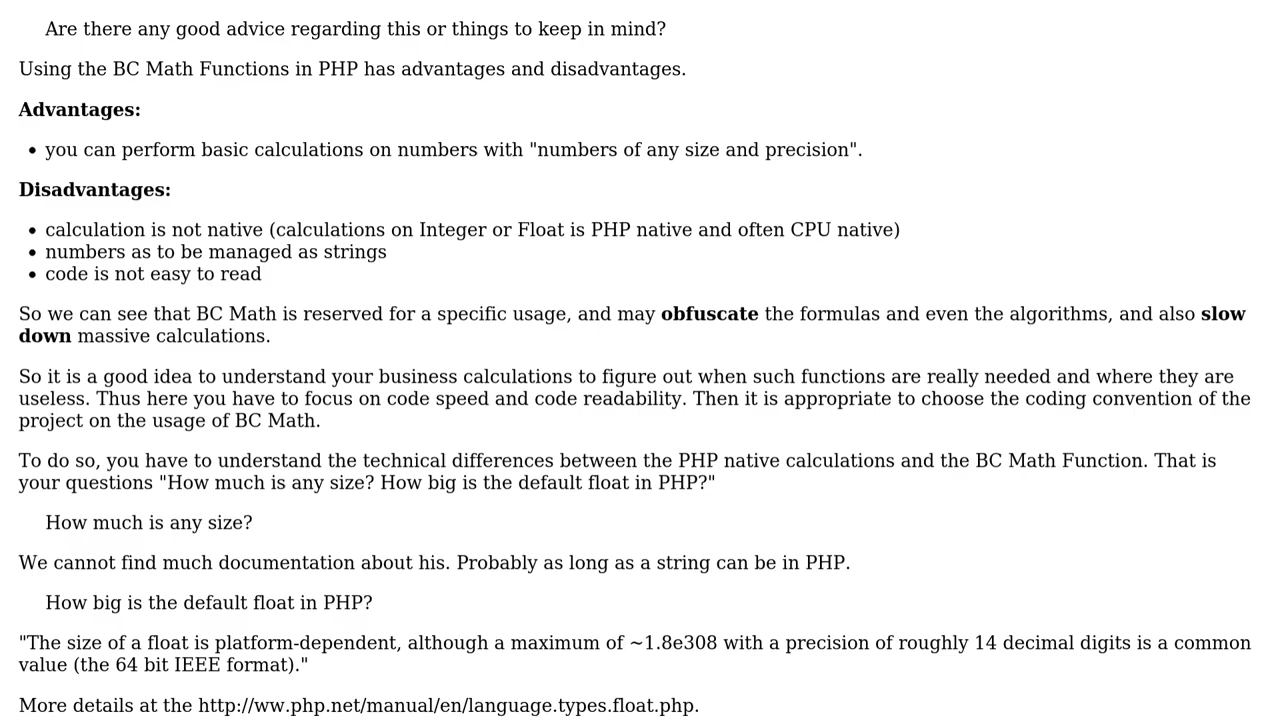 Are there any good advice regarding this or things to keep in mind?
Using the BC Math Functions in PHP has advantages and disadvantages.
Advantages:
• you can perform basic calculations on numbers with "numbers of any size and precision".
Disadvantages:
• calculation is not native (calculations on Integer or Float is PHP native and often CPU native)
• numbers as to be managed as strings
• code is not easy to read
So we can see that BC Math is reserved for a specific usage, and may obfuscate the formulas and even the algorithms, and also slow
down massive calculations.
So it is a good idea to understand your business calculations to figure out when such functions are really needed and where they are
useless. Thus here you have to focus on code speed and code readability. Then it is appropriate to choose the coding convention of the
project on the usage of BC Math.
To do so, you have to understand the technical differences between the PHP native calculations and the BC Math Function. That is
your questions "How much is any size? How big is the default float in PHP?"
How much is any size?
We cannot find much documentation about his. Probably as long as a string can be in PHP.
How big is the default float in PHP?
"The size of a float is platform-dependent, although a maximum of ~1.8e308 with a precision of roughly 14 decimal digits is a common
value (the 64 bit IEEE format)."
More details at the http://ww.php.net/manual/en/language.types.float.php.